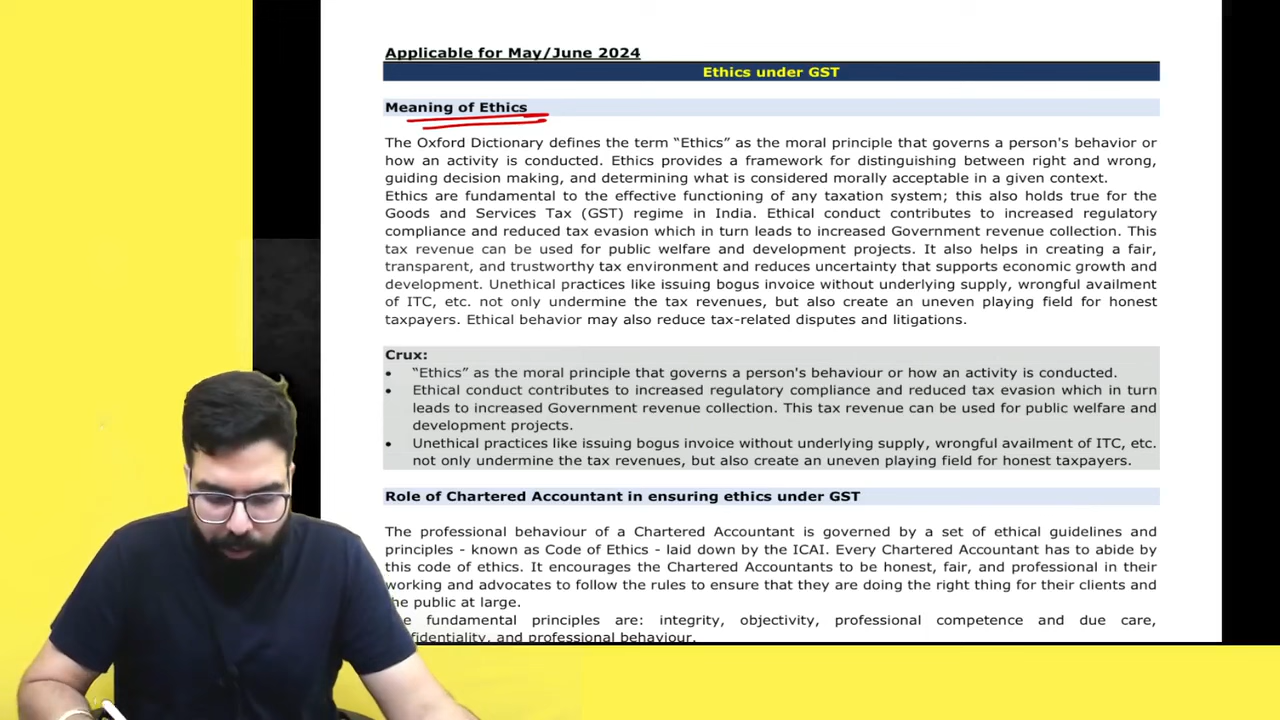 Applicable for May/June 2024
Ethics under GST
Meaning of Ethics
The Oxford Dictionary defines the term “Ethics” as the moral principle that governs a person's behavior or
how an activity is conducted. Ethics provides a framework for distinguishing between right and wrong,
guiding decision making, and determining what is considered morally acceptable in a given context.
Ethics are fundamental to the effective functioning of any taxation system; this also holds true for the
Goods and Services Tax (GST) regime in India. Ethical conduct contributes to increased regulatory
compliance and reduced tax evasion which in turn leads to increased Government revenue collection. This
tax revenue can be used for public welfare and development projects. It also helps in creating a fair,
transparent, and trustworthy tax environment and reduces uncertainty that supports economic growth and
development. Unethical practices like issuing bogus invoice without underlying supply, wrongful availment
of ITC, etc. not only undermine the tax revenues, but also create an uneven playing field for honest
taxpayers. Ethical behavior may also reduce tax-related disputes and litigations.
Crux:
• “Ethics” as the moral principle that governs a person's behaviour or how an activity is conducted.
• Ethical conduct contributes to increased regulatory compliance and reduced tax evasion which in turn
leads to increased Government revenue collection. This tax revenue can be used for public welfare and
development projects.
• Unethical practices like issuing bogus invoice without underlying supply, wrongful availment of ITC, etc.
not only undermine the tax revenues, but also create an uneven playing field for honest taxpayers.
Role of Chartered Accountant in ensuring ethics under GST
The professional behaviour of a Chartered Accountant is governed by a set of ethical guidelines and
principles - known as Code of Ethics - laid down by the ICAI. Every Chartered Accountant has to abide by
this code of ethics. It encourages the Chartered Accountants to be honest, fair, and professional in their
working and advocates to follow the rules to ensure that they are doing the right thing for their clients and
the public at large.
fundamental principles are: integrity, objectivity, professional competence and due care,
and professional behaviour.